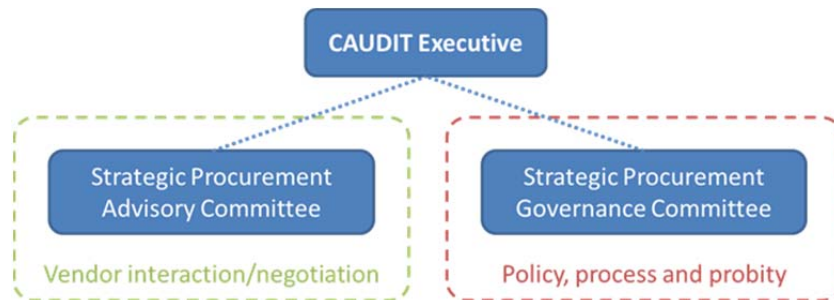 CAUDIT Executive
Strategic Procurement
Advisory Committee
Vendor interaction/negotiation
Strategic Procurement
Governance Committee
Policy, process and probity